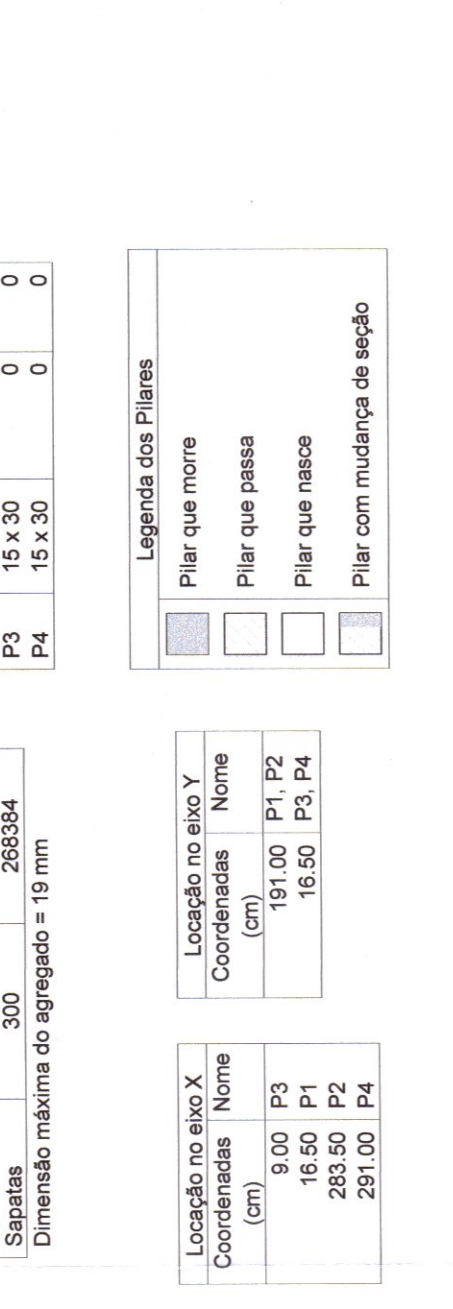 Sapatas 300 268384
Dimensão máxima do agregado = 19 mm
P3 15 x 30 0 0
P4 15 x 30 0 0
Locação no eixo X
Coordenadas Nome
(cm)
9.00 P3
16.50 P1
283.50 P2
291.00 P4
Locação no eixo Y
Coordenadas Nome
(cm)
191.00 P1, P2
16.50 P3, P4
Legenda dos Pilares
Pilar que morre
Pilar que passa
Pilar que nasce
Pilar com mudança de seção